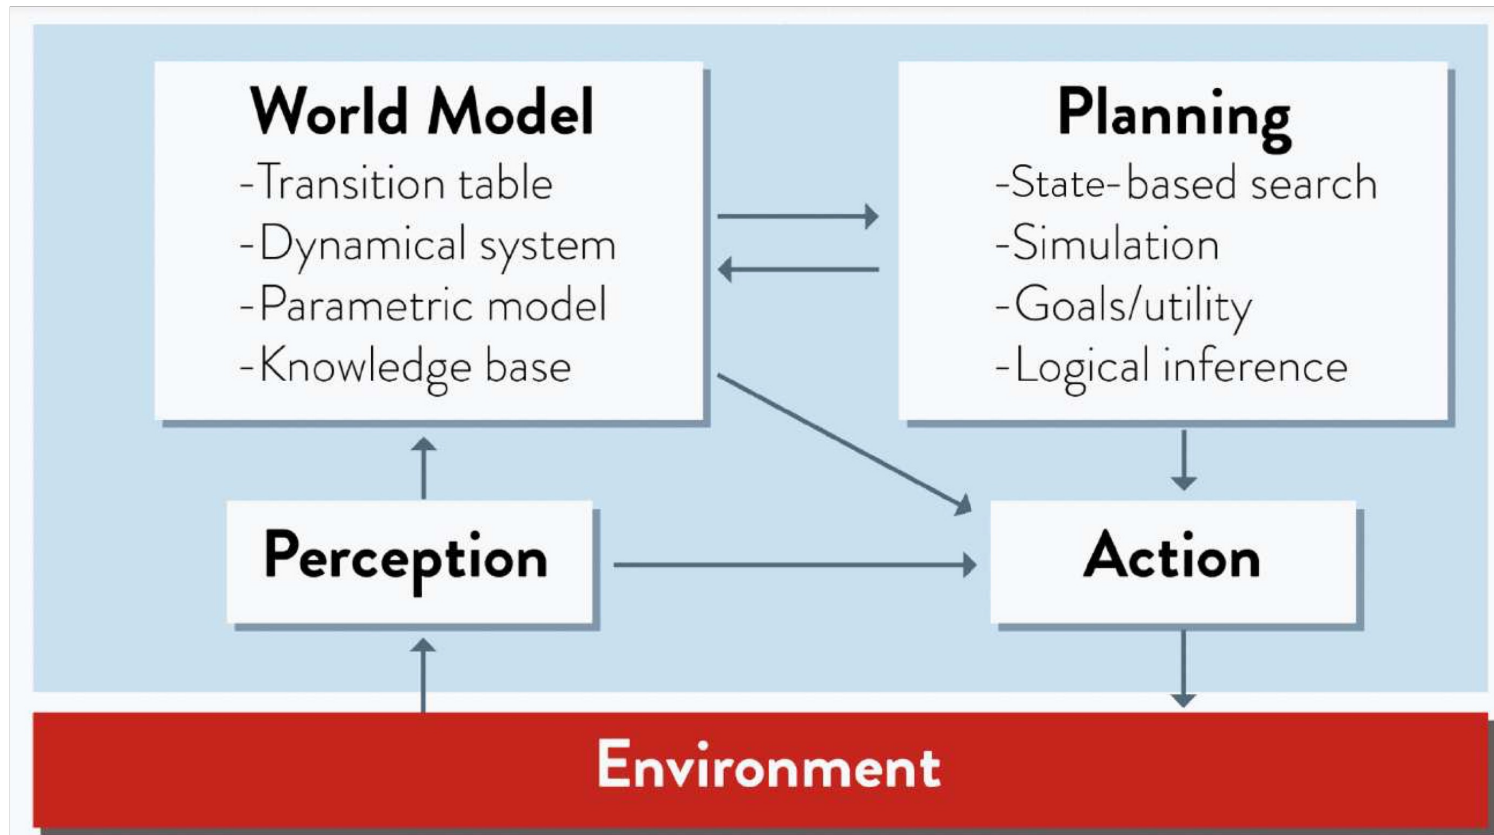 World Model
-Transition table
-Dynamical system
-Parametric model
-Knowledge base
Planning
-State-based search
-Simulation
-Goals/utility
-Logical inference
Perception
Action
Environment